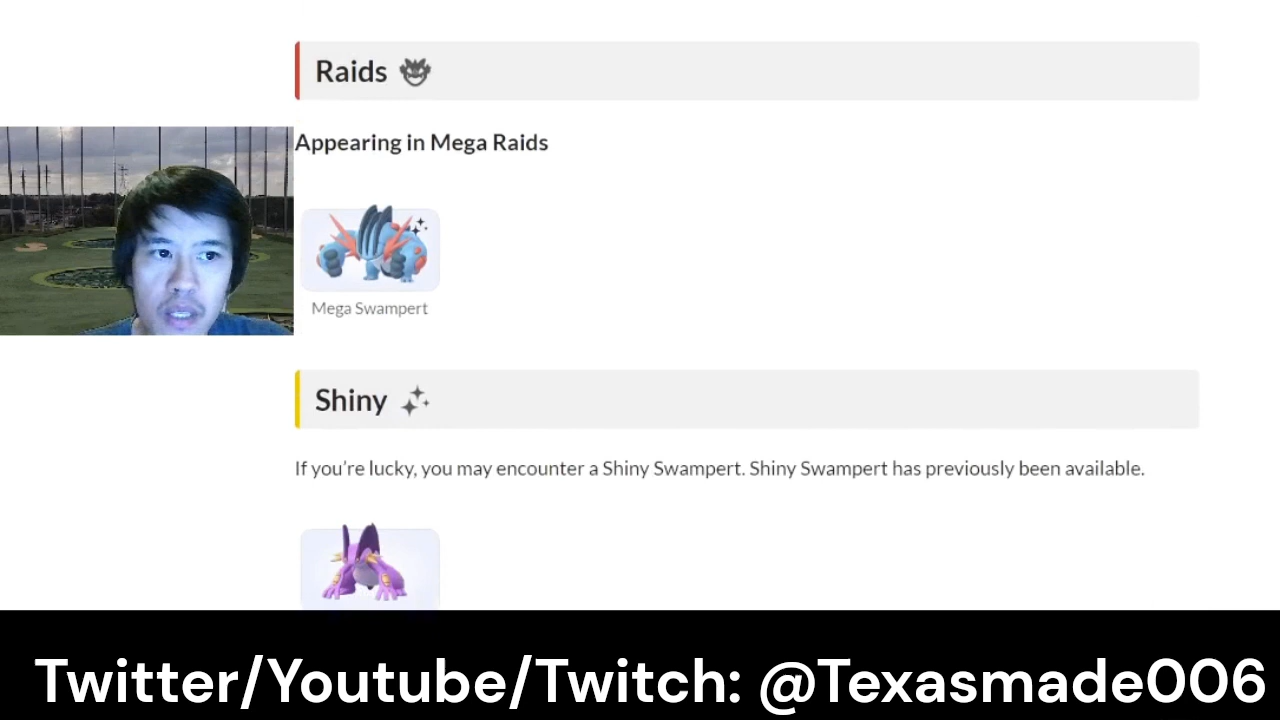 Raids
Appearing in Mega Raids
Mega Swampert
Shiny
If you’re lucky, you may encounter a Shiny Swampert. Shiny Swampert has previously been available.
Twitter/Youtube/Twitch: @Texasmade006